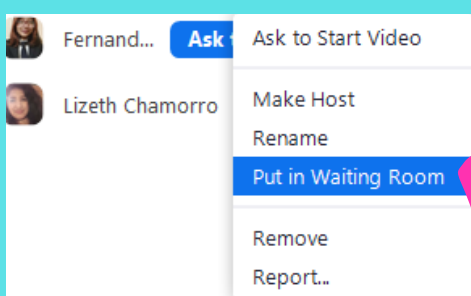 Fernand... Ask
Ask to Start Video
Lizeth Chamorro
Make Host
Rename
Put in Waiting Room
Remove
Report...